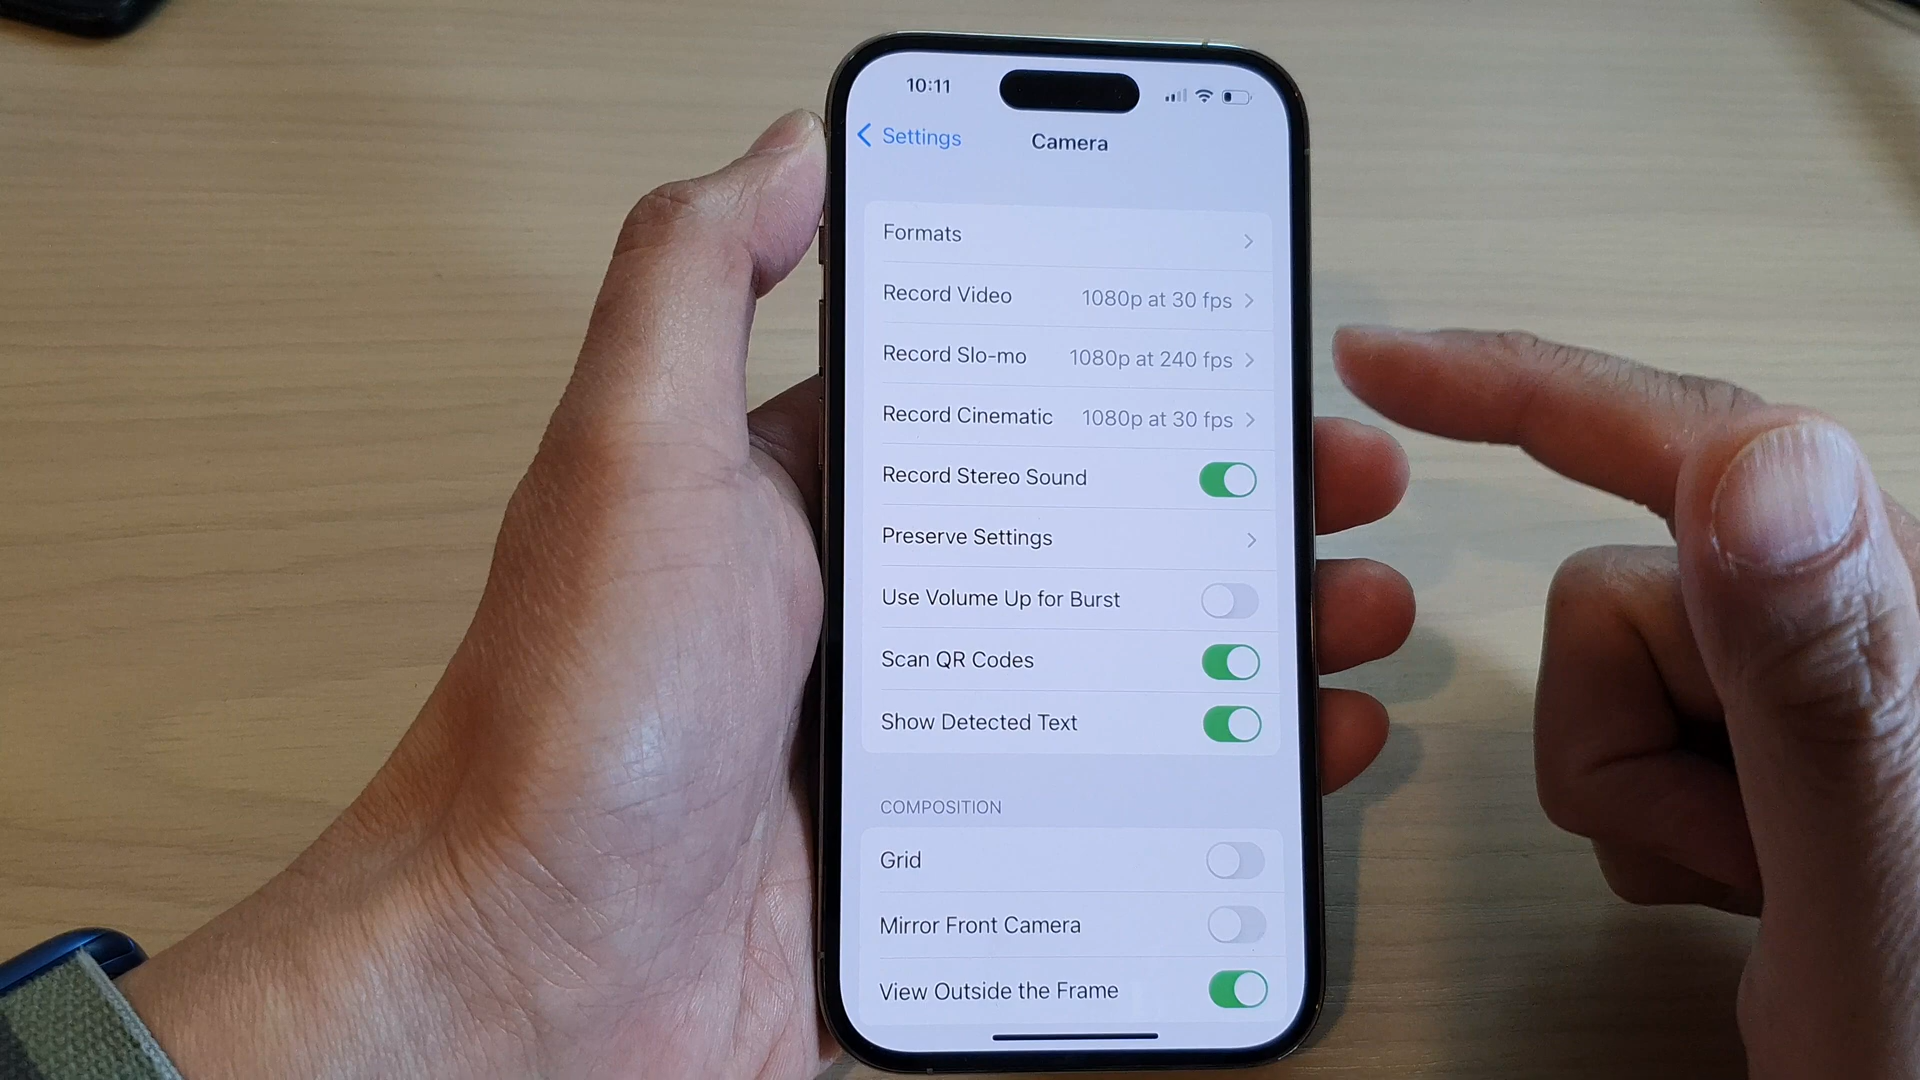 10:11
Settings
Camera
Formats
Record Video 1080p at 30 fps
Record Slo-mo 1080p at 240 fps
Record Cinematic 1080p at 30 fps
Record Stereo Sound
Preserve Settings
Use Volume Up for Burst
Scan QR Codes
Show Detected Text
COMPOSITION
Grid
Mirror Front Camera
View Outside the Frame